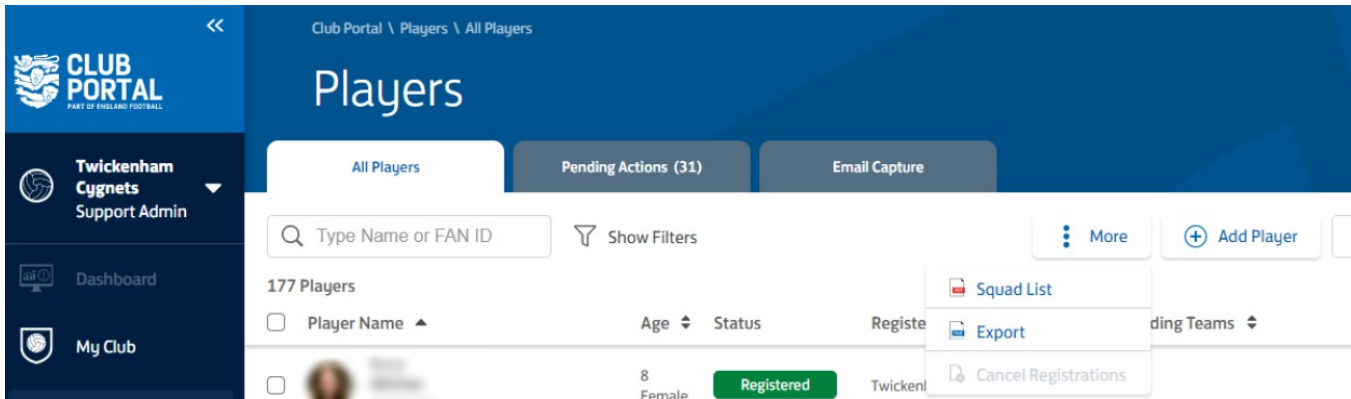 Club Portal \ Players \ All Players
CLUB
PORTAL
PART OF ENGLAND FOOTBALL
Players
Twickenham
Cygnets
Support Admin
All Players
Pending Actions (31)
Email Capture
Type Name or FAN ID
Show Filters
More
Add Player
Dashboard
177 Players
Squad List
Player Name
Age
Status
Registe
ding Teams
Export
My Club
8
Female
Registered
Twickenl
Cancel Registrations